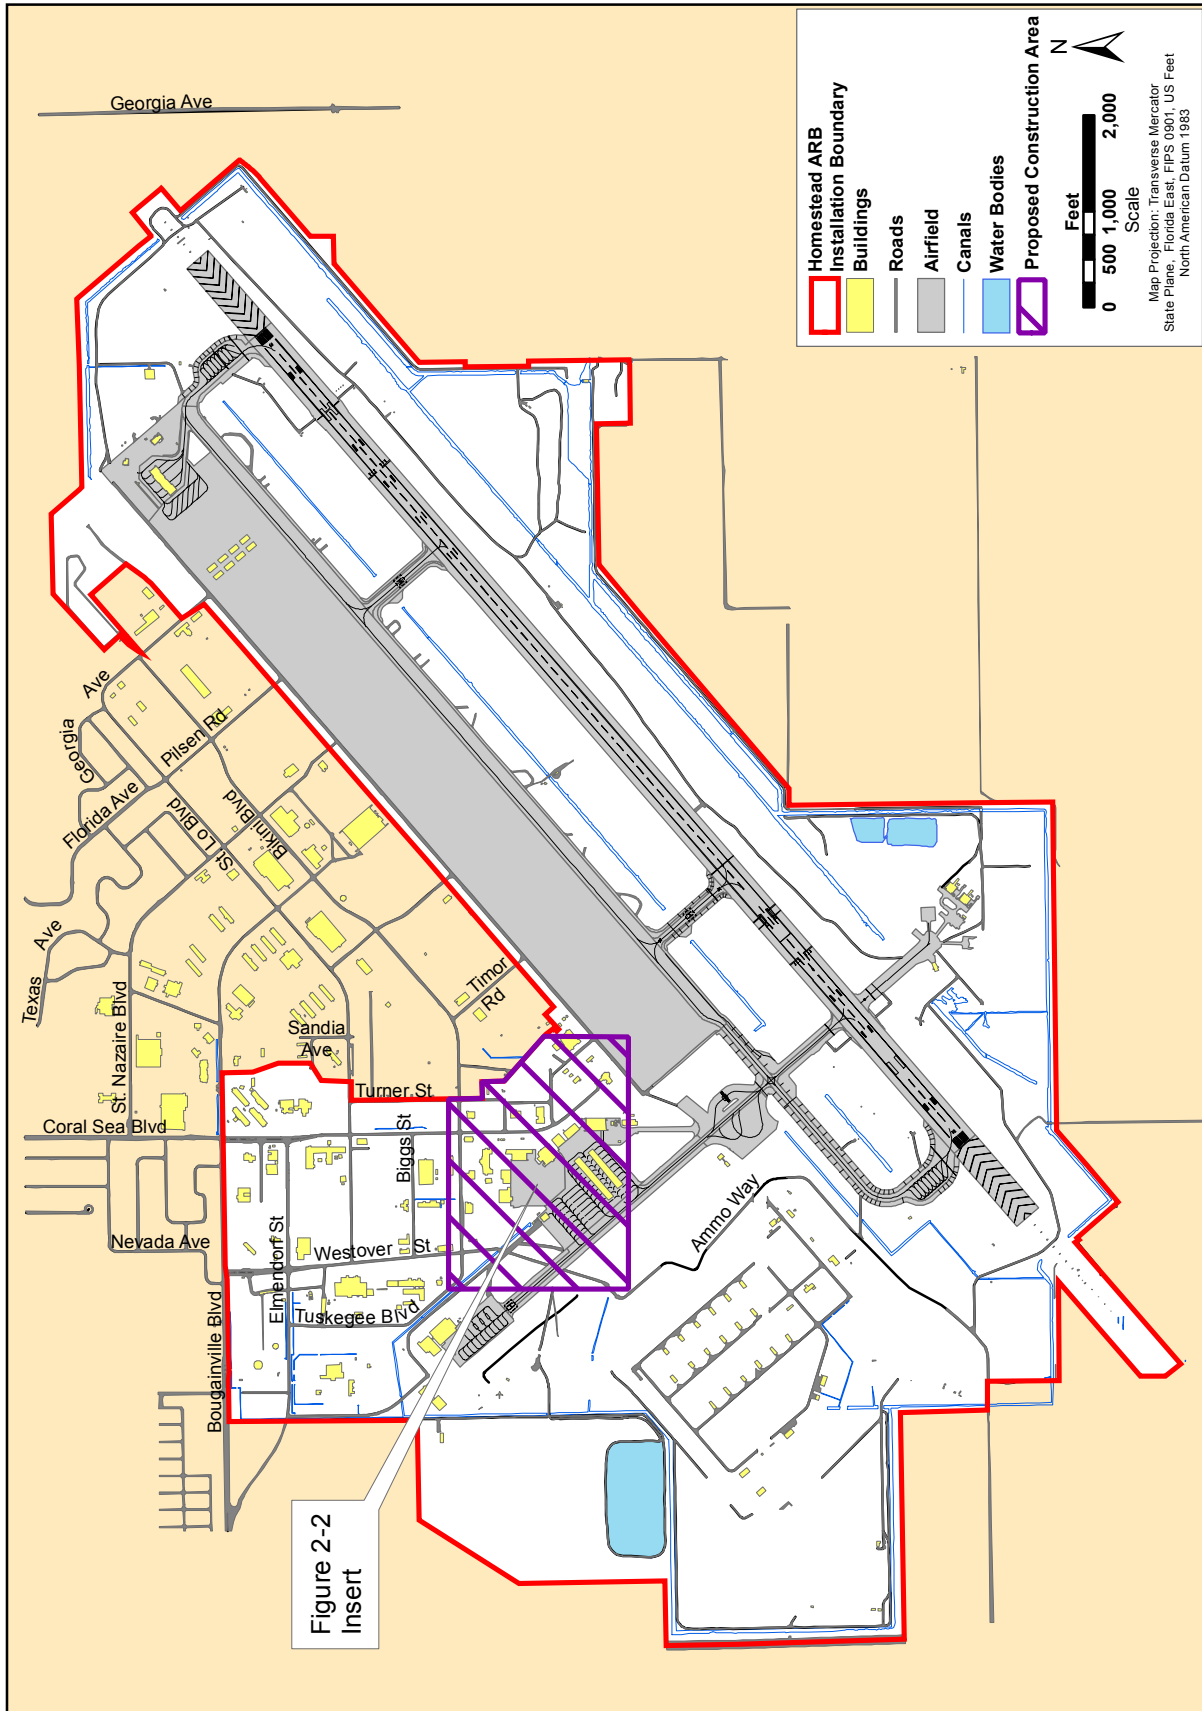 Georgia Ave
Georgia
Ave
Florida Ave
Pilsen Rd
St Lo Blvd
Bikini Blvd
Texas
Ave
St. Nazaire Blvd
Sandia
Ave
Timor
Rd
Turner St
Coral Sea Blvd
Biggs St
Nevada Ave
Elmendorf St
Westover St
Tuskegee Blvd
Bougainville Blvd
Ammo Way
Figure 2-2
Insert
Homestead ARB
Installation Boundary
Buildings
Roads
Airfield
Canals
Water Bodies
Proposed Construction Area
N
Feet
0 500 1,000 2,000
Scale
Map Projection: Transverse Mercator
State Plane, Florida East, FIPS 0901, US Feet
North American Datum 1983